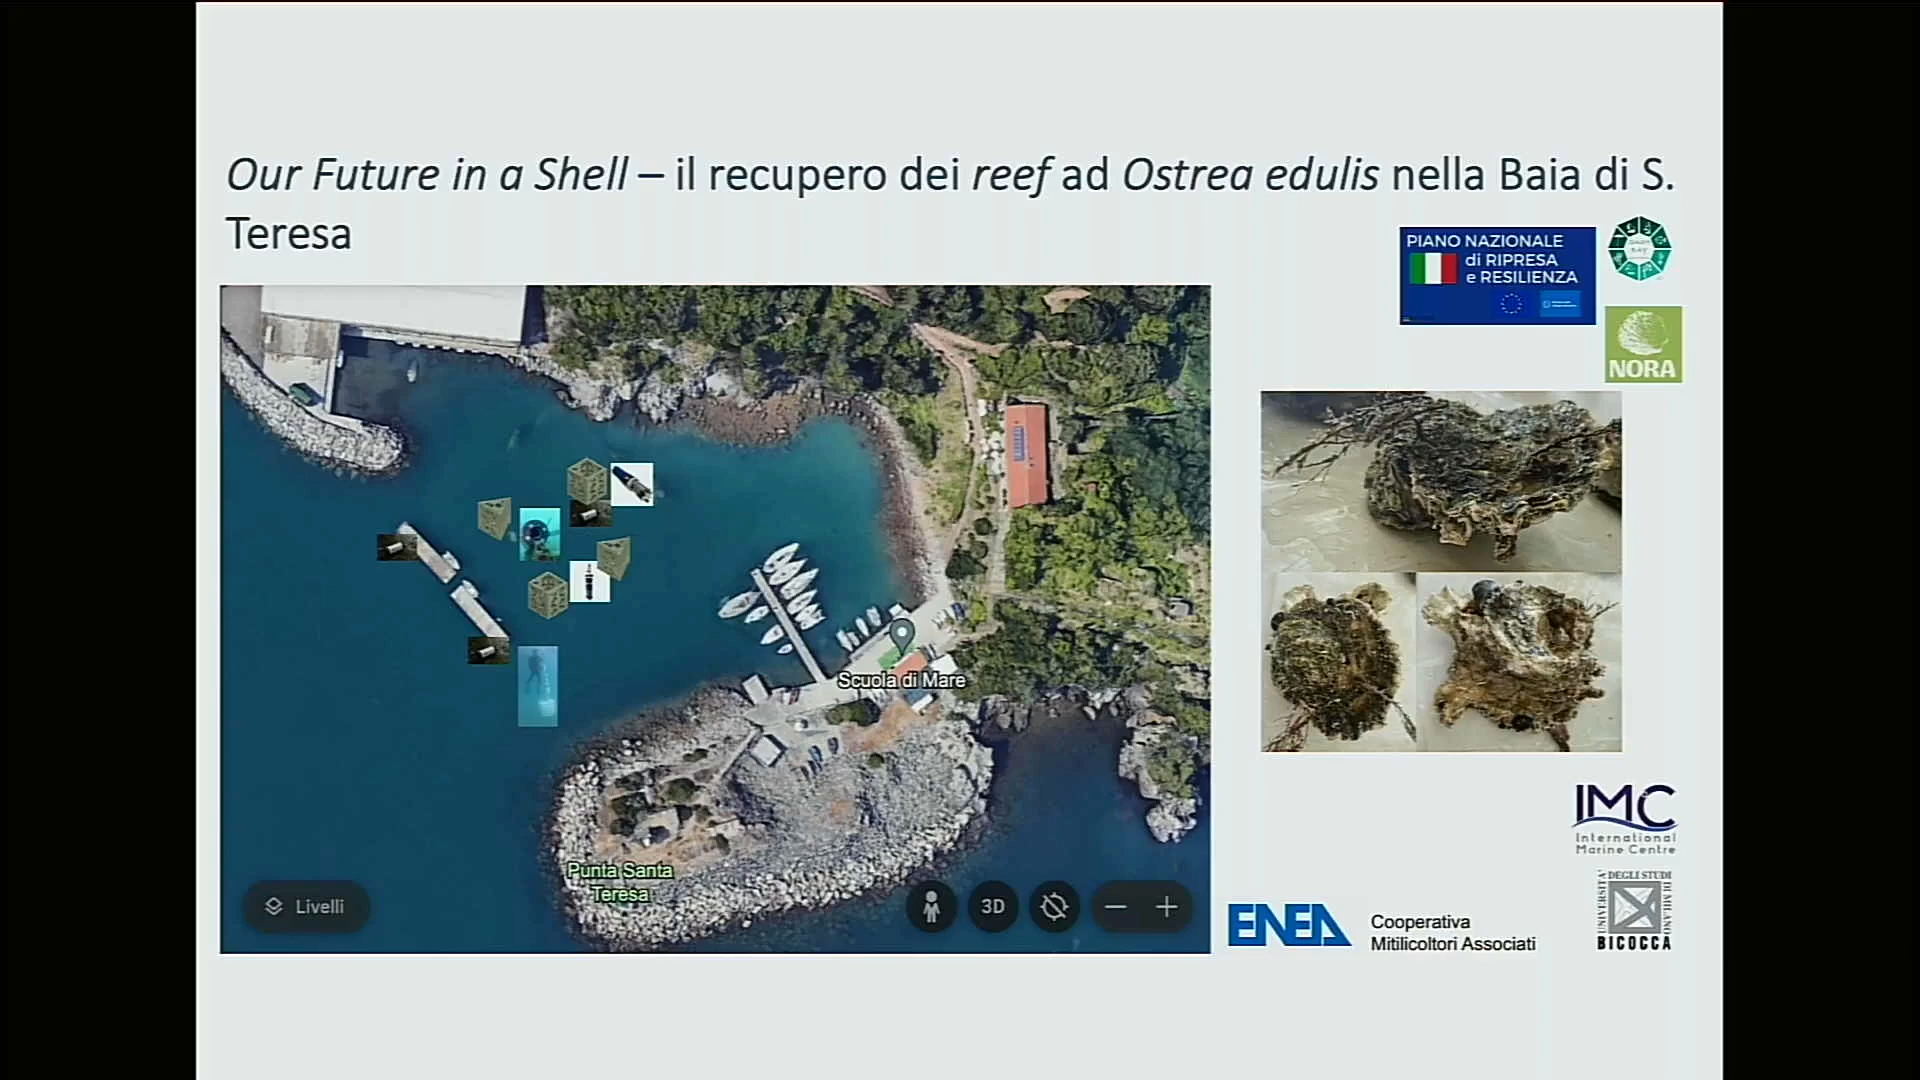 Our Future in a Shell – il recupero dei reef ad Ostrea edulis nella Baia di S.
Teresa
PIANO NAZIONALE
di RIPRESA
e RESILIENZA
NORA
Scuola di Mare
Punta Santa
Teresa
Livelli
3D
IMC
International
Marine Centre
ENEA
Cooperativa
Mitilicoltori Associati
UNIVERSITA'
DEGLI STUDI
DI MILANO
BICOCCA